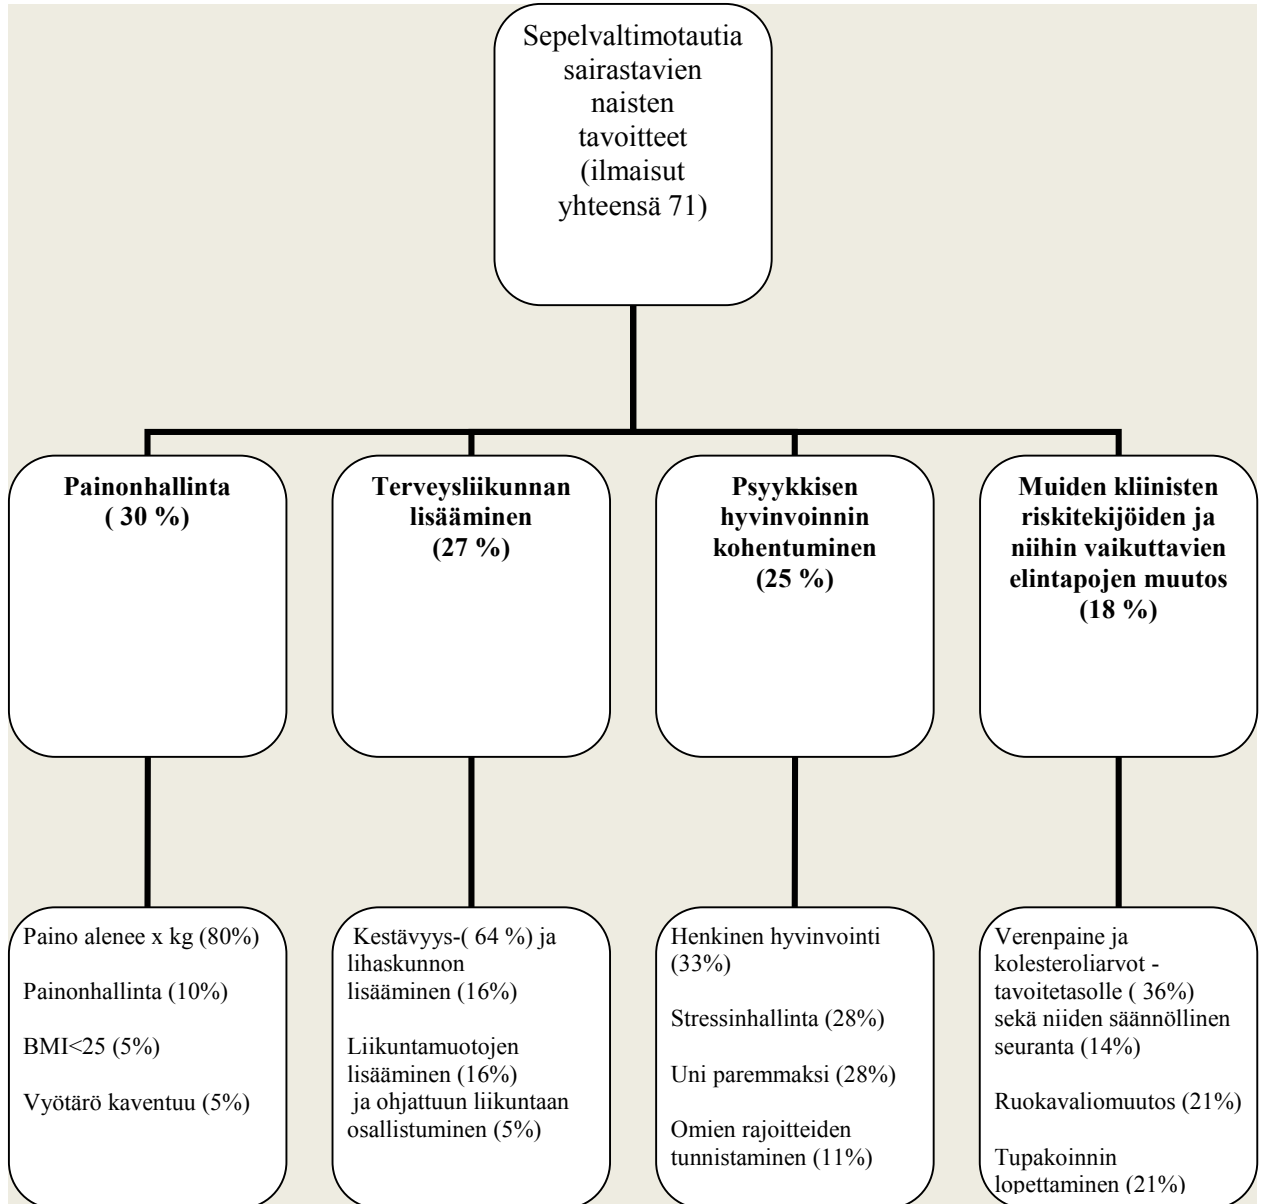 Sepelvaltimotautia
sairastavien
naisten
tavoitteet
(ilmaisut
yhteensä 71)
Painonhallinta
( 30 %)
Terveysliikunnan
lisääminen
(27 %)
Psyykkisen
hyvinvoinnin
kohentuminen
(25 %)
Muiden kliinisten
riskitekijöiden ja
niihin vaikuttavien
elintapojen muutos
(18 %)
Paino alenee x kg (80%)
Painonhallinta (10%)
BMI<25 (5%)
Vyötärö kaventuu (5%)
Kestävyys-( 64 %) ja
lihaskunnon
lisääminen (16%)
Liikuntamuotojen
lisääminen (16%)
ja ohjattuun liikuntaan
osallistuminen (5%)
Henkinen hyvinvointi
(33%)
Stressinhallinta (28%)
Uni paremmaksi (28%)
Omien rajoitteiden
tunnistaminen (11%)
Verenpaine ja
kolesteroliarvot -
tavoitetasolle ( 36%)
sekä niiden säännöllinen
seuranta (14%)
Ruokavaliomuutos (21%)
Tupakoinnin
lopettaminen (21%)